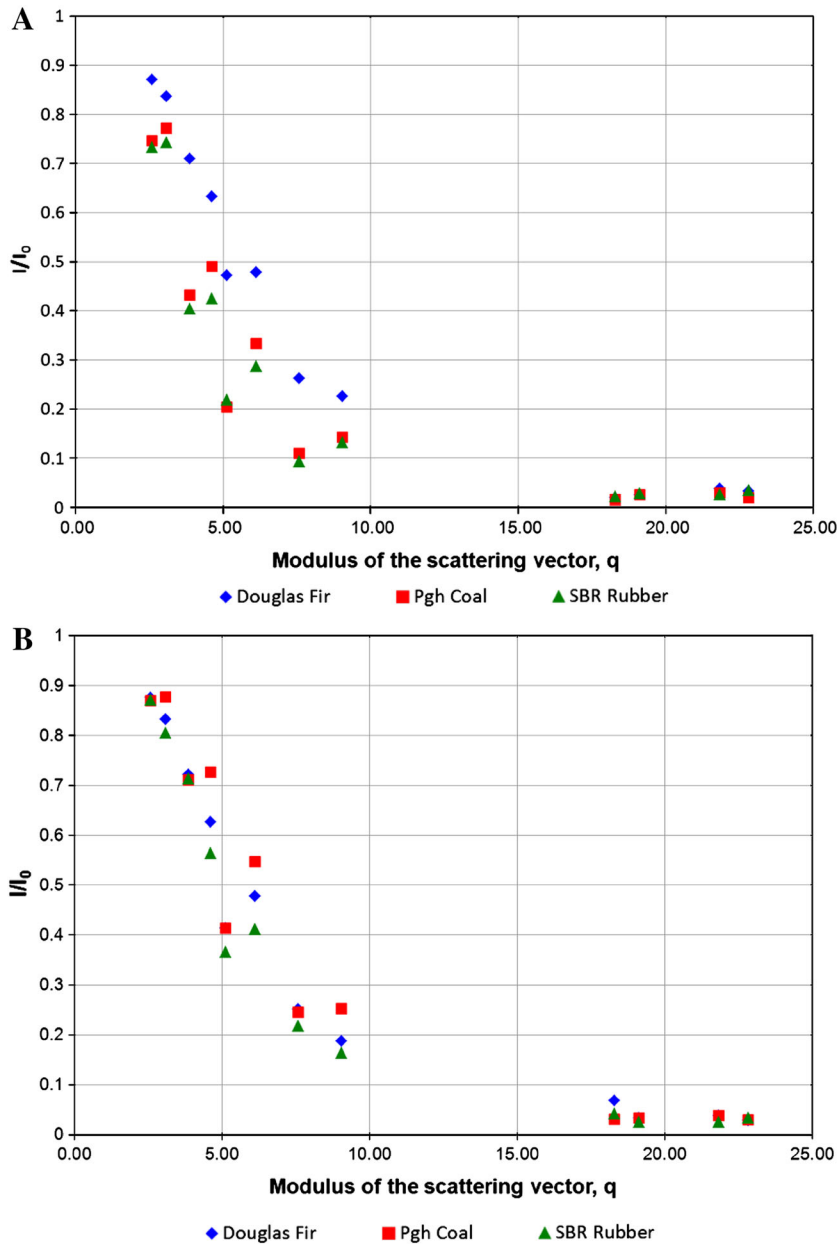 A
1
0.9
0.8
0.7
0.6
0.5
0.4
0.3
0.2
0.1
0
I/I₀
0.00 5.00 10.00 15.00 20.00 25.00
Modulus of the scattering vector, q
Douglas Fir Pgh Coal SBR Rubber
B
1
0.9
0.8
0.7
0.6
0.5
0.4
0.3
0.2
0.1
0
I/I₀
0.00 5.00 10.00 15.00 20.00 25.00
Modulus of the scattering vector, q
Douglas Fir Pgh Coal SBR Rubber